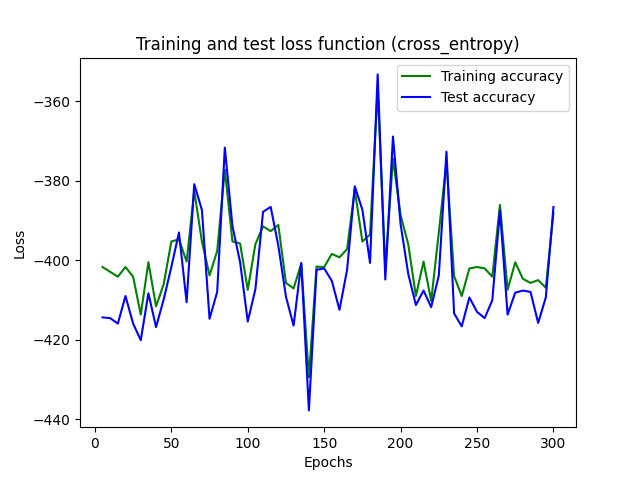 Training and test loss function (cross_entropy)
Training accuracy
Test accuracy
−360
−380
−400
−420
−440
Loss
0 50 100 150 200 250 300
Epochs